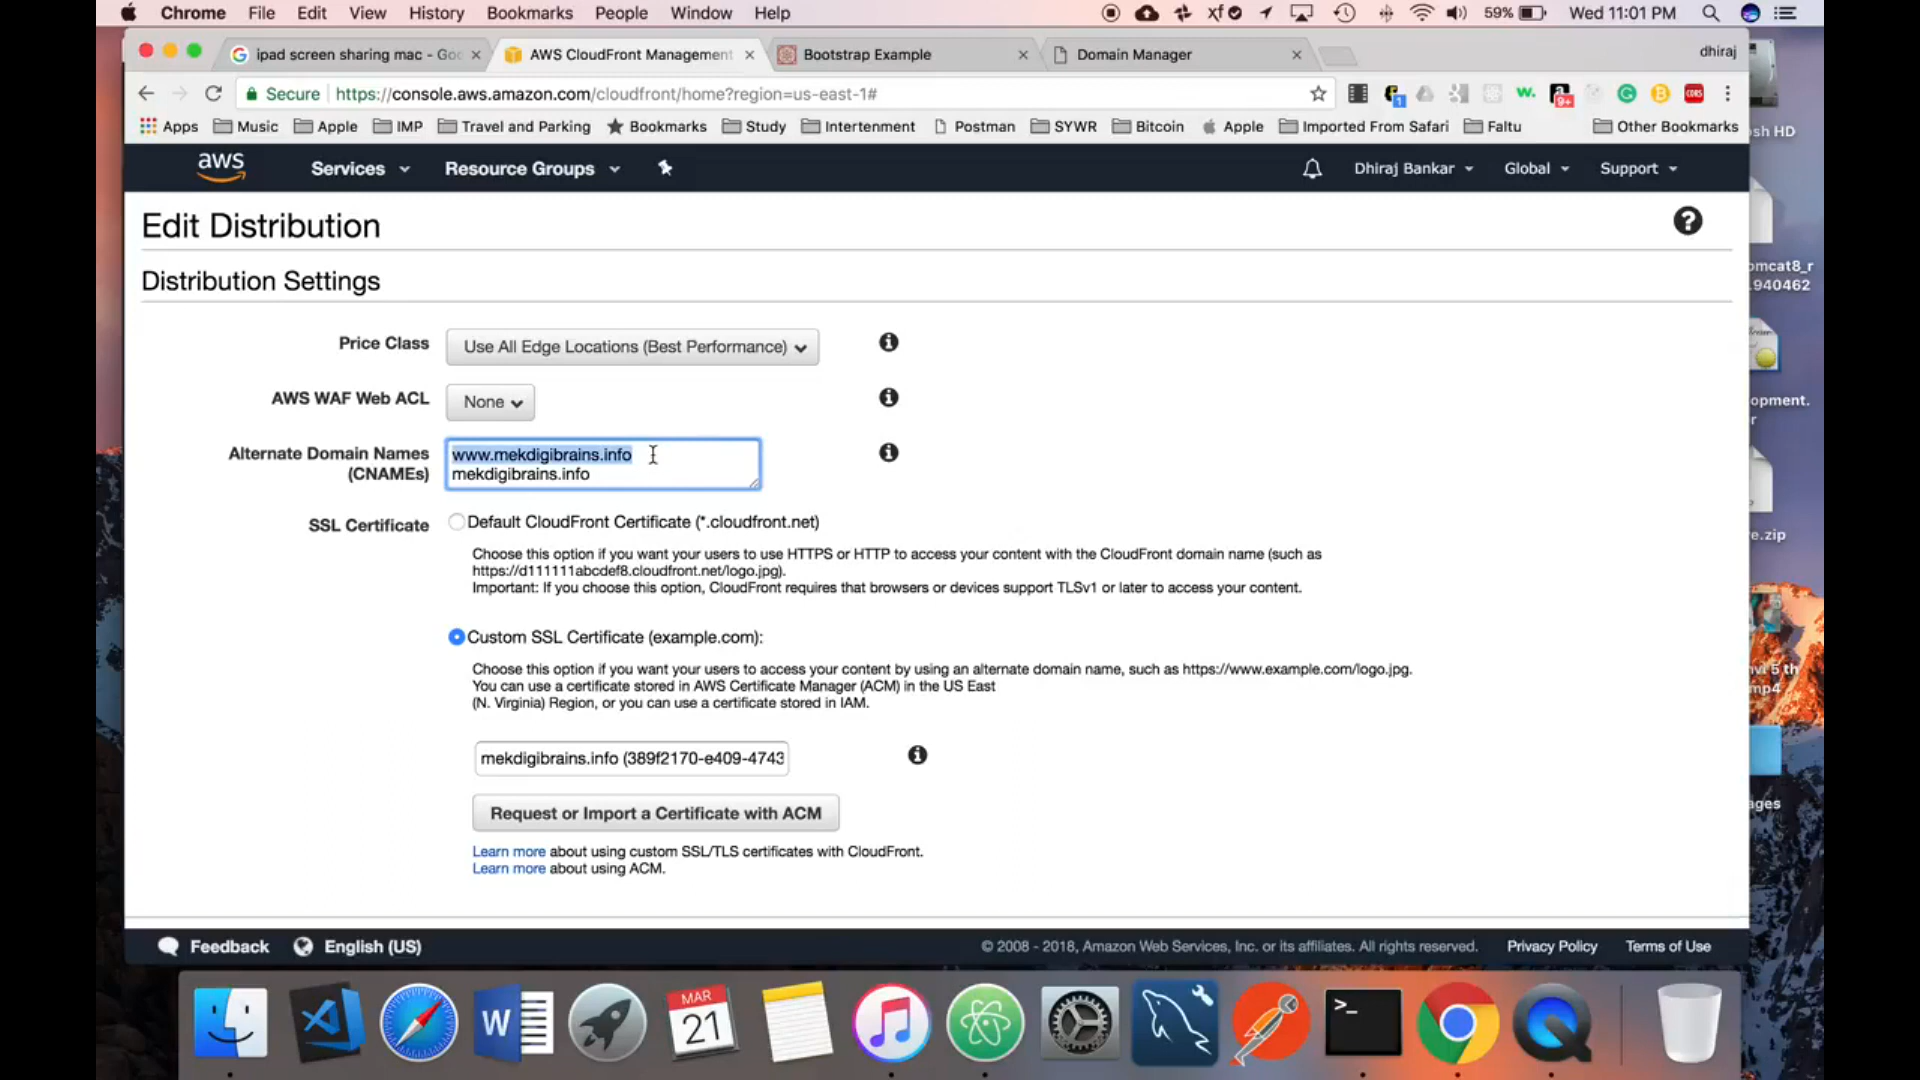 Chrome File Edit View History Bookmarks People Window Help 59% Wed 11:01 PM
ipad screen sharing mac - Goo
AWS CloudFront Management
Bootstrap Example
Domain Manager
dhiraj
Secure https://console.aws.amazon.com/cloudfront/home?region=us-east-1#
Apps Music Apple IMP Travel and Parking Bookmarks Study Intertenment Postman SYWR Bitcoin Apple Imported From Safari Faltu Other Bookmarks
aws Services Resource Groups Dhiraj Bankar Global Support
Edit Distribution
Distribution Settings
Price Class Use All Edge Locations (Best Performance)
AWS WAF Web ACL None
Alternate Domain Names
(CNAMEs)
www.mekdigibrains.info
mekdigibrains.info
SSL Certificate Default CloudFront Certificate (*.cloudfront.net)
Choose this option if you want your users to use HTTPS or HTTP to access your content with the CloudFront domain name (such as
https://d111111abcdef8.cloudfront.net/logo.jpg).
Important: If you choose this option, CloudFront requires that browsers or devices support TLSv1 or later to access your content.
Custom SSL Certificate (example.com):
Choose this option if you want your users to access your content by using an alternate domain name, such as https://www.example.com/logo.jpg.
You can use a certificate stored in AWS Certificate Manager (ACM) in the US East
(N. Virginia) Region, or you can use a certificate stored in IAM.
mekdigibrains.info (389f2170-e409-4743
Request or Import a Certificate with ACM
Learn more about using custom SSL/TLS certificates with CloudFront.
Learn more about using ACM.
Feedback English (US) © 2008 - 2018, Amazon Web Services, Inc. or its affiliates. All rights reserved. Privacy Policy Terms of Use
sh HD
omcat8_r
.940462
opment.
r
e.zip
5 th
mp4
ages
MAR
21